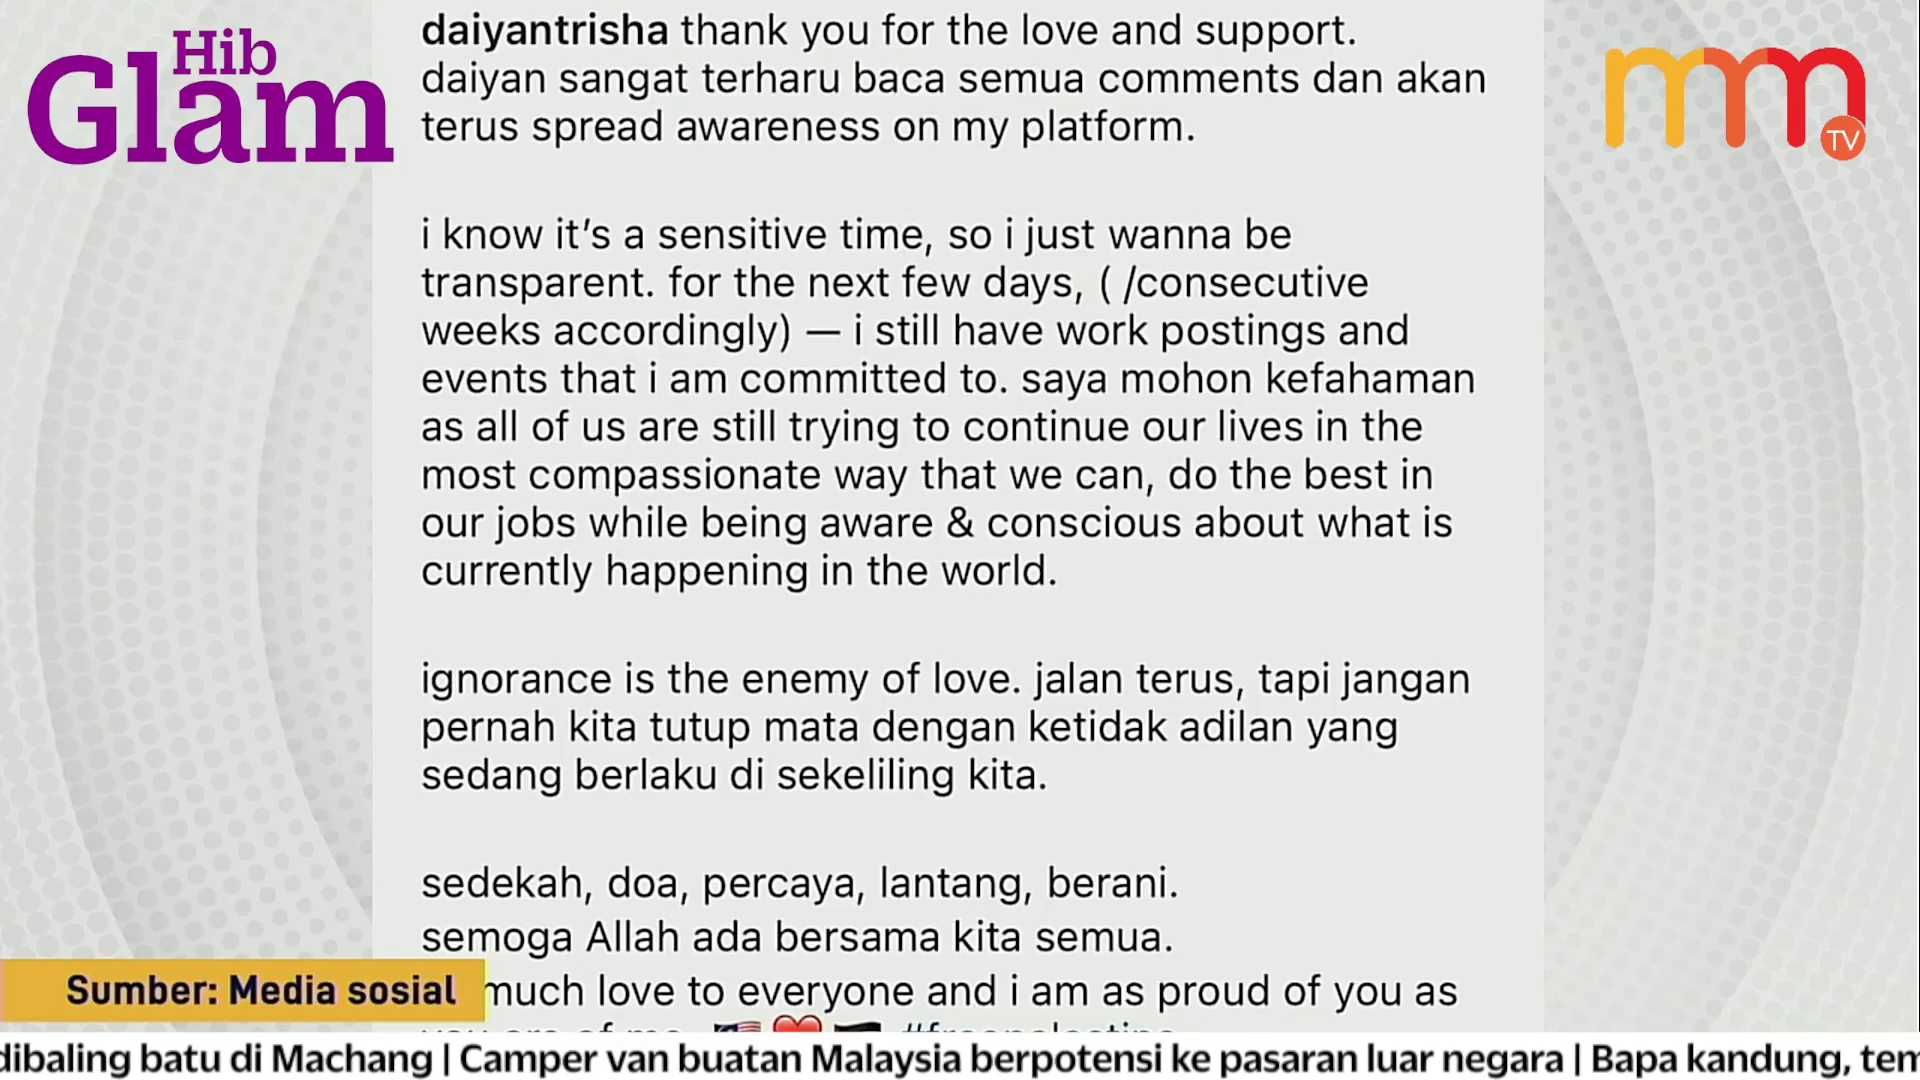 Hib
Glam
daiyantrisha thank you for the love and support.
daiyan sangat terharu baca semua comments dan akan
terus spread awareness on my platform.
i know it's a sensitive time, so i just wanna be
transparent. for the next few days, ( /consecutive
weeks accordingly) — i still have work postings and
events that i am committed to. saya mohon kefahaman
as all of us are still trying to continue our lives in the
most compassionate way that we can, do the best in
our jobs while being aware & conscious about what is
currently happening in the world.
ignorance is the enemy of love. jalan terus, tapi jangan
pernah kita tutup mata dengan ketidak adilan yang
sedang berlaku di sekeliling kita.
sedekah, doa, percaya, lantang, berani.
semoga Allah ada bersama kita semua.
much love to everyone and i am as proud of you as
you are of me. #freepalestine
mm
TV
Sumber: Media sosial
dibaling batu di Machang | Camper van buatan Malaysia berpotensi ke pasaran luar negara | Bapa kandung,